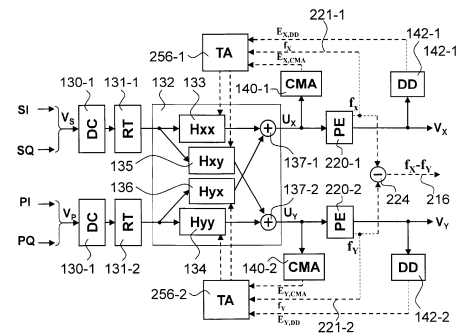 221-1
142-2
142-1
E_X,DD
f_X
E_X,CMA
TA
256-1
CMA
DD
140-1
130-1
131-1
132
133
SI
V_S
DC
RT
Hxx
U_X
PE
f_X
V_X
SQ
135
Hxy
137-1
220-1
136
Hyx
137-2
220-2
f_X-f_Y
224
216
PI
V_P
DC
RT
Hyy
U_Y
PE
V_Y
PQ
130-1
131-2
134
140-2
CMA
f_Y
DD
256-2
TA
E_Y,CMA
f_Y
E_Y,DD
221-2
142-2